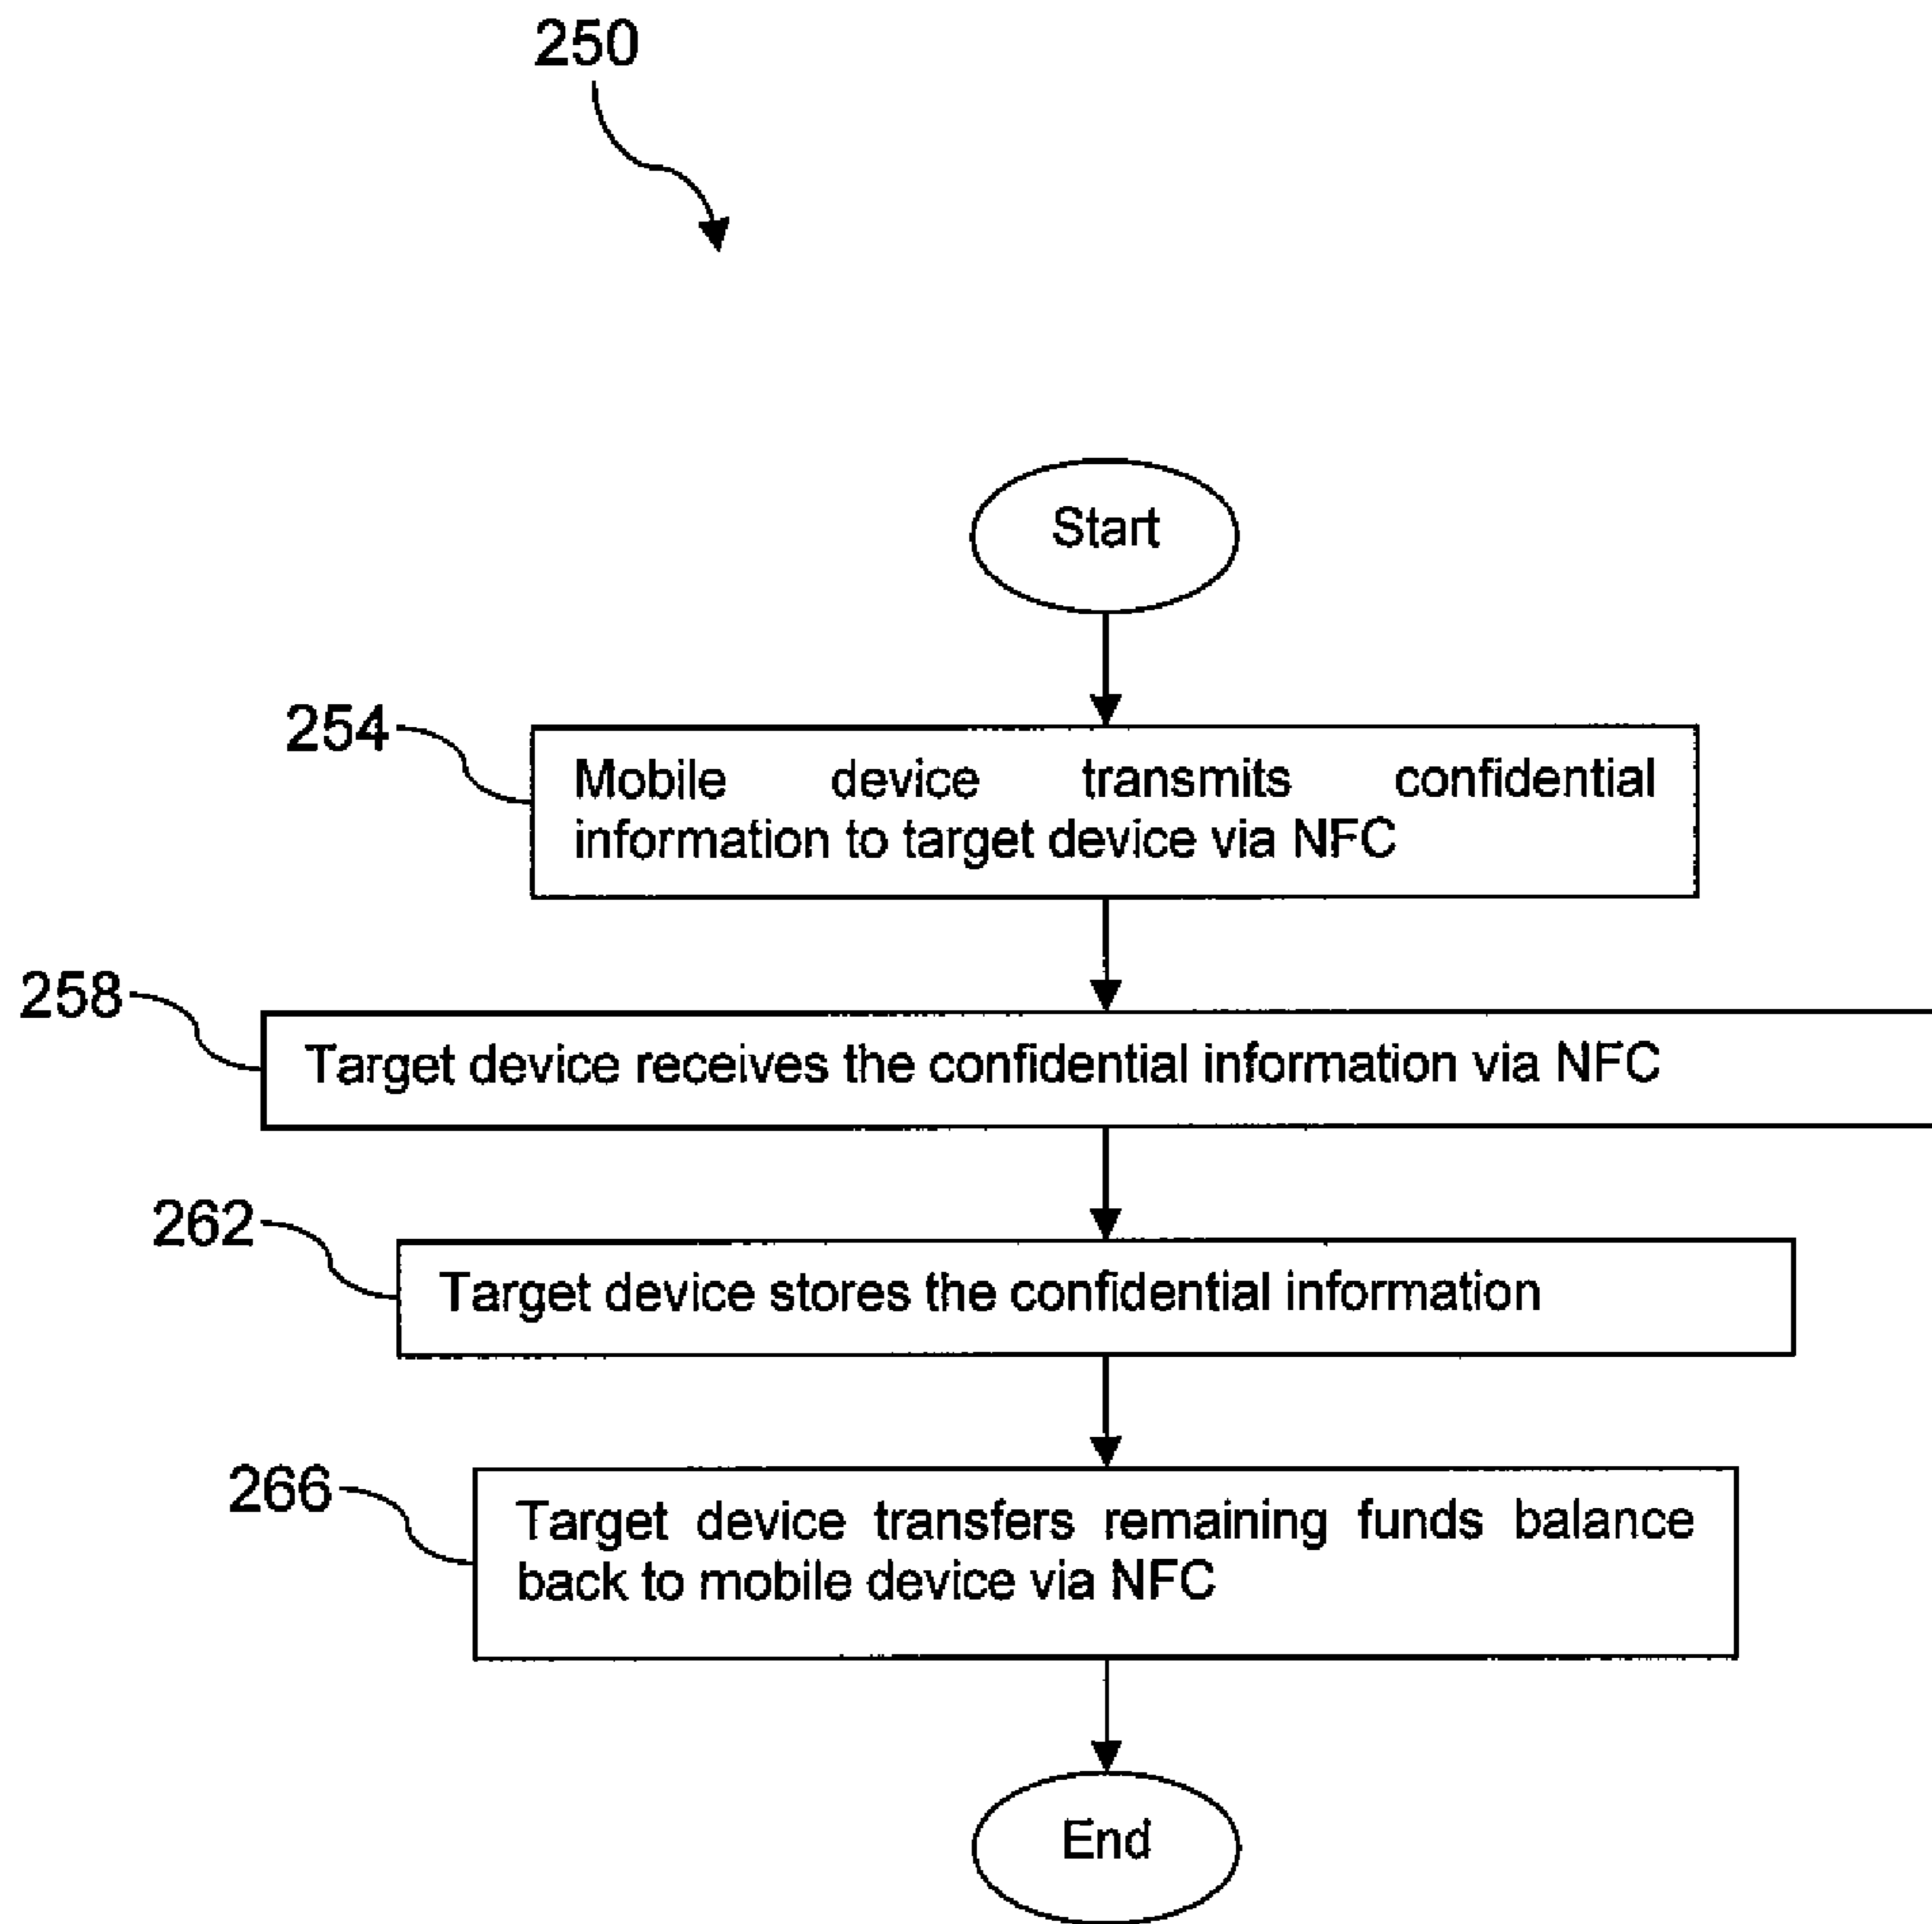 250
Start
254
Mobile device transmits confidential
information to target device via NFC
258
Target device receives the confidential information via NFC
262
Target device stores the confidential information
266
Target device transfers remaining funds balance
back to mobile device via NFC
End